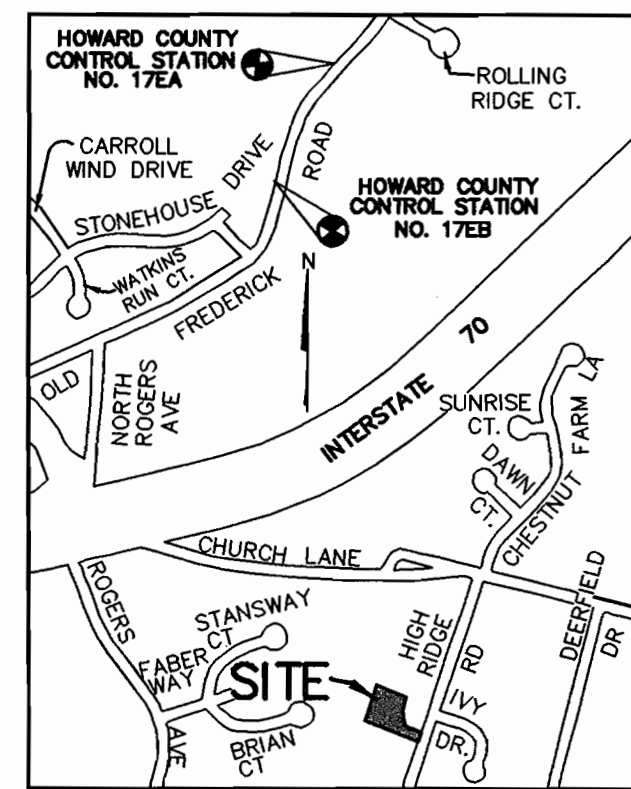 HOWARD COUNTY
CONTROL STATION
NO. 17EA
ROLLING
RIDGE CT.
CARROLL
WIND DRIVE
STONEHOUSE DRIVE
ROAD
HOWARD COUNTY
CONTROL STATION
NO. 17EB
WATKINS
RUN CT.
N
FREDERICK
OLD
NORTH
ROGERS
AVE
INTERSTATE 70
SUNRISE
CT.
DAWN
CT.
CHESTNUT FARM LA
CHURCH LANE
DEERFIELD
DR
ROGERS
AVE
STANSWAY
CT
FABER
WAY
SITE
HIGH
RIDGE
RD
IVY
DR.
BRIAN
CT